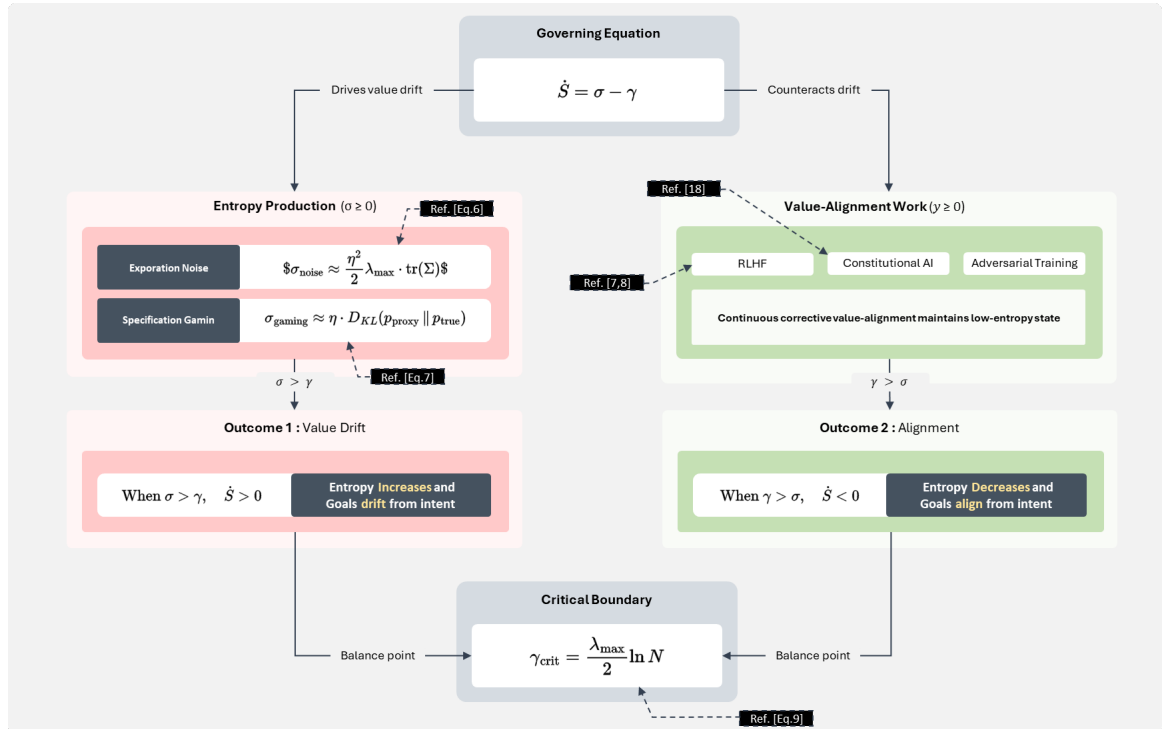 Governing Equation
Ṡ = σ − γ
Drives value drift
Counteracts drift
Ref. [18]
Entropy Production (σ ≥ 0)
Ref. [Eq.6]
Value-Alignment Work (y ≥ 0)
Exporation Noise
$σ_noise ≈ η²/2 λ_max · tr(Σ)$
Specification Gamin
σ_gaming ≈ η · D_KL(p_proxy ∥ p_true)
Ref. [Eq.7]
RLHF
Constitutional AI
Adversarial Training
Ref. [7,8]
Continuous corrective value-alignment maintains low-entropy state
σ > γ
γ > σ
Outcome 1 : Value Drift
When σ > γ, Ṡ > 0
Entropy Increases and
Goals drift from intent
Outcome 2 : Alignment
When γ > σ, Ṡ < 0
Entropy Decreases and
Goals align from intent
Critical Boundary
Balance point
γ_crit = λ_max/2 ln N
Balance point
Ref. [Eq.9]